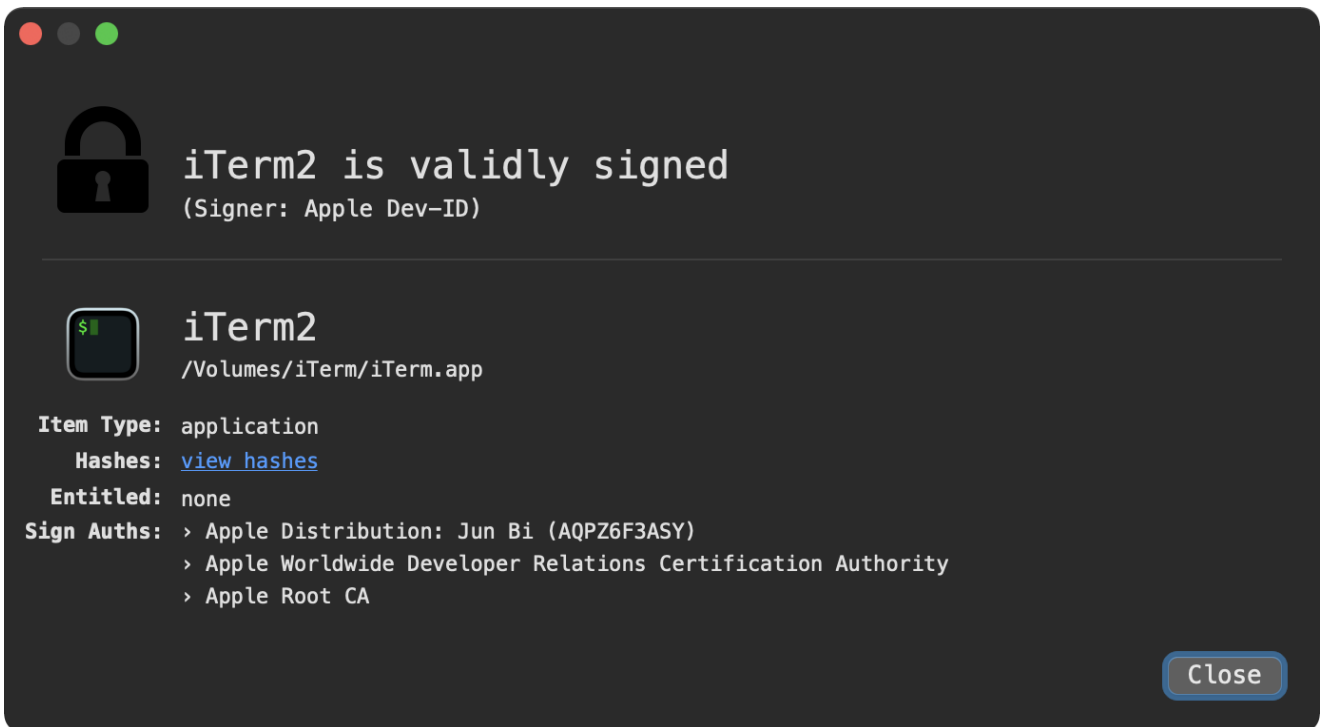 iTerm2 is validly signed
(Signer: Apple Dev-ID)
$
iTerm2
/Volumes/iTerm/iTerm.app
Item Type: application
Hashes: view hashes
Entitled: none
Sign Auths: › Apple Distribution: Jun Bi (AQPZ6F3ASY)
› Apple Worldwide Developer Relations Certification Authority
› Apple Root CA
Close